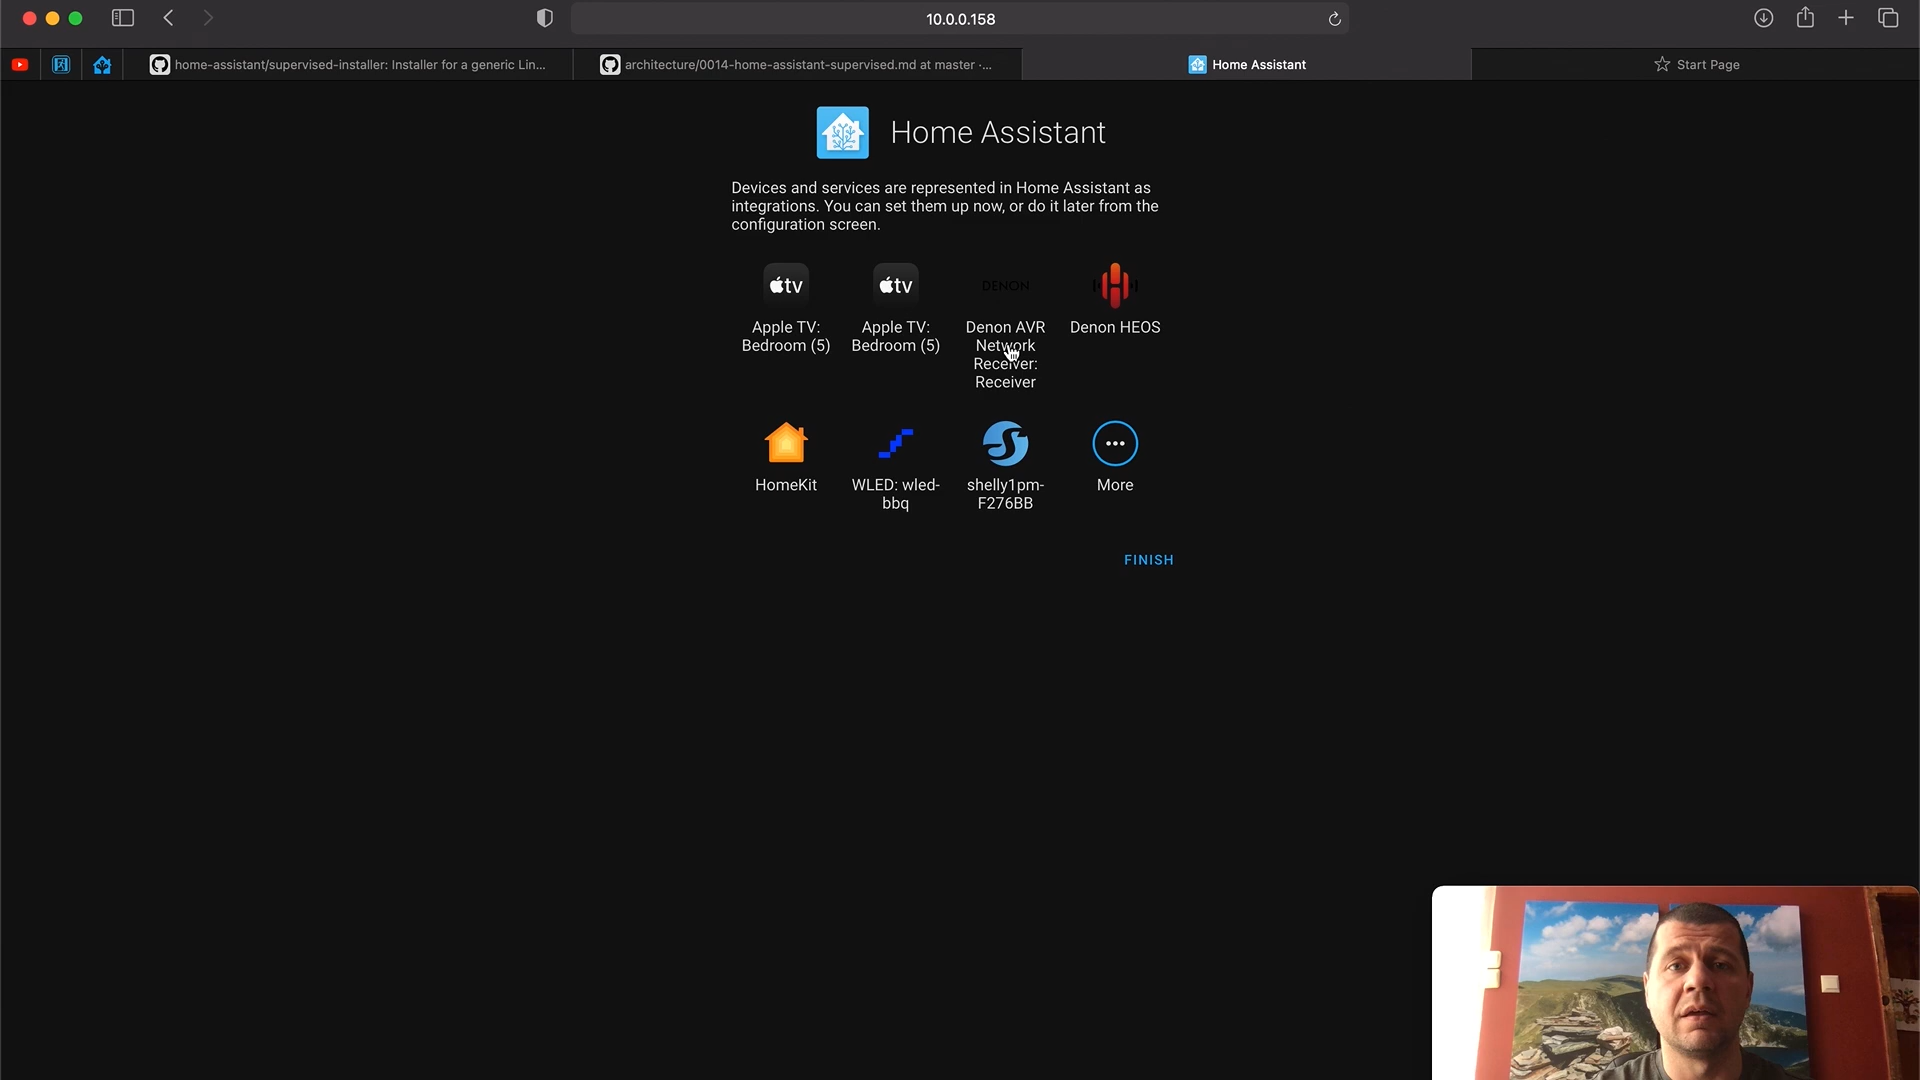 10.0.0.158
home-assistant/supervised-installer: Installer for a generic Lin...
architecture/0014-home-assistant-supervised.md at master ·...
Home Assistant
Start Page
Home Assistant
Devices and services are represented in Home Assistant as
integrations. You can set them up now, or do it later from the
configuration screen.
tv
tv
DENON
Apple TV:
Bedroom (5)
Apple TV:
Bedroom (5)
Denon AVR
Network
Receiver:
Receiver
Denon HEOS
HomeKit
WLED: wled-
bbq
shelly1pm-
F276BB
More
FINISH